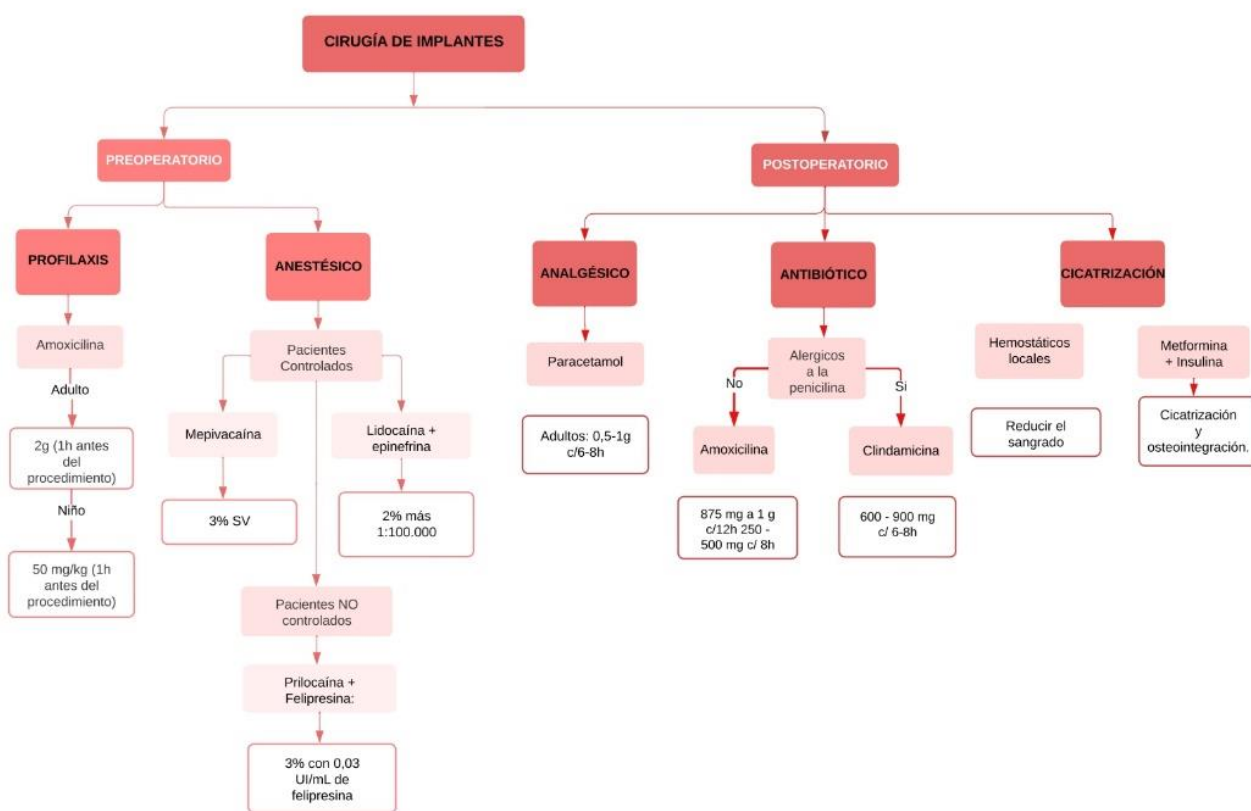 CIRUGÍA DE IMPLANTES
PREOPERATORIO
POSTOPERATORIO
PROFILAXIS
ANESTÉSICO
ANALGÉSICO
ANTIBIÓTICO
CICATRIZACIÓN
Amoxicilina
Adulto
2g (1h antes
del
procedimiento)
Niño
50 mg/kg (1h
antes del
procedimiento)
Pacientes
Controlados
Mepivacaína
3% SV
Lidocaína +
epinefrina
2% más
1:100.000
Pacientes NO
controlados
Prilocaína +
Felipresina:
3% con 0,03
UI/mL de
felipresina
Paracetamol
Adultos: 0,5-1g
c/6-8h
Alergicos
a la
penicilina
No
Si
Amoxicilina
875 mg a 1 g
c/12h 250 -
500 mg c/ 8h
Clindamicina
600 - 900 mg
c/ 6-8h
Hemostáticos
locales
Reducir el
sangrado
Metformina
+ Insulina
Cicatrización
y
osteointegración.